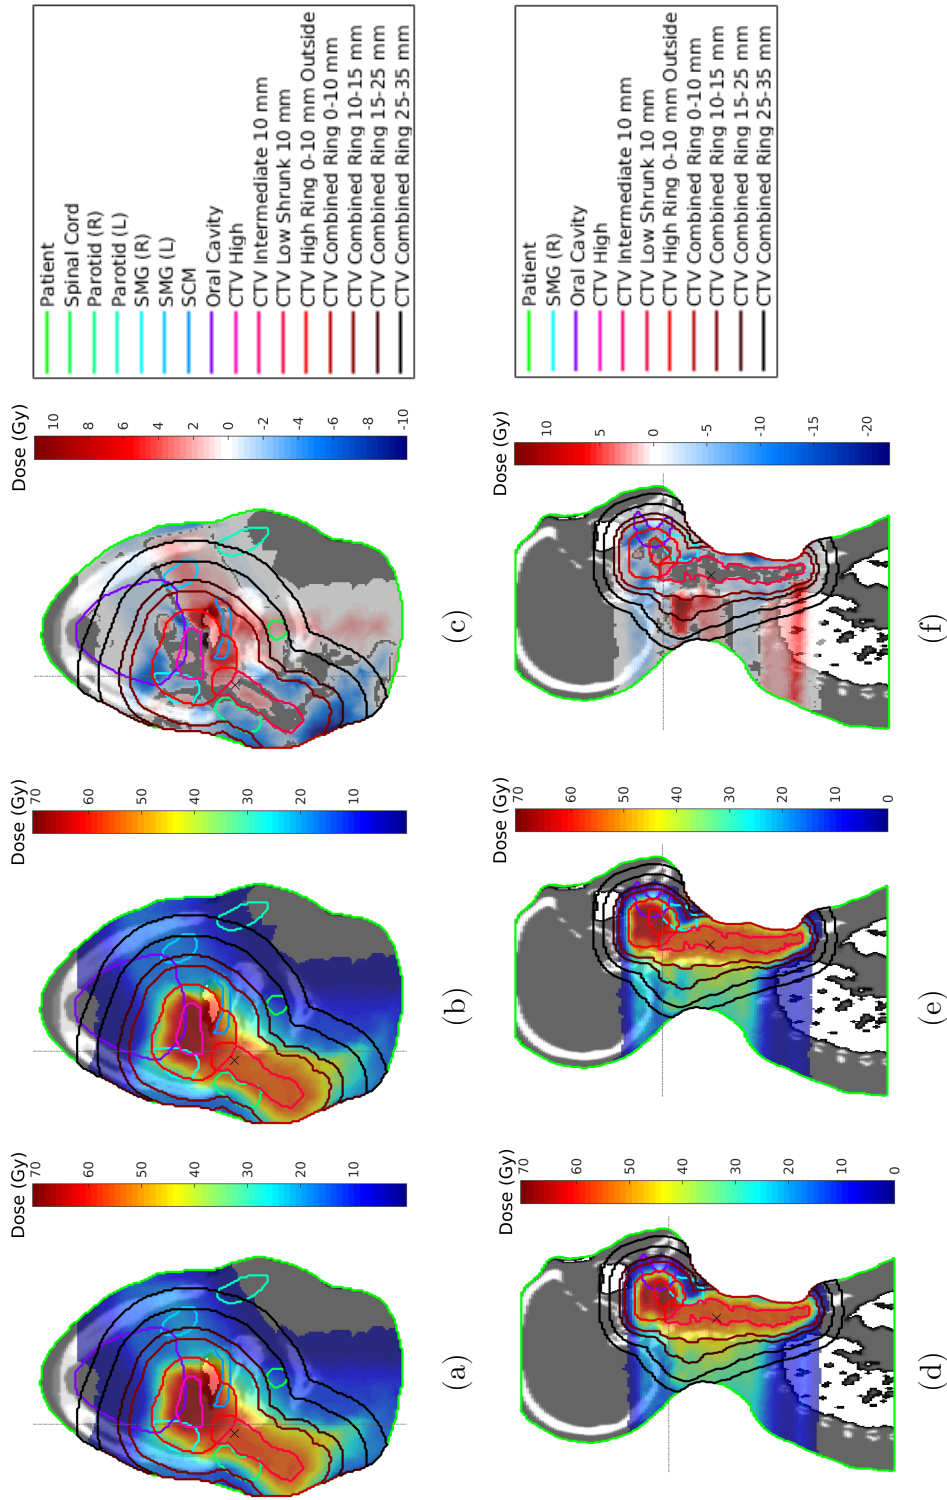 Dose (Gy)
70
60
50
40
30
20
10
(a)
Dose (Gy)
70
60
50
40
30
20
10
(b)
Dose (Gy)
10
8
6
4
2
0
-2
-4
-6
-8
-10
(c)
Patient
Spinal Cord
Parotid (R)
Parotid (L)
SMG (R)
SMG (L)
SCM
Oral Cavity
CTV High
CTV Intermediate 10 mm
CTV Low Shrunk 10 mm
CTV High Ring 0-10 mm Outside
CTV Combined Ring 0-10 mm
CTV Combined Ring 10-15 mm
CTV Combined Ring 15-25 mm
CTV Combined Ring 25-35 mm
Dose (Gy)
70
60
50
40
30
20
10
0
(d)
Dose (Gy)
70
60
50
40
30
20
10
0
(e)
Dose (Gy)
10
5
0
-5
-10
-15
-20
(f)
Patient
SMG (R)
Oral Cavity
CTV High
CTV Intermediate 10 mm
CTV Low Shrunk 10 mm
CTV High Ring 0-10 mm Outside
CTV Combined Ring 0-10 mm
CTV Combined Ring 10-15 mm
CTV Combined Ring 15-25 mm
CTV Combined Ring 25-35 mm